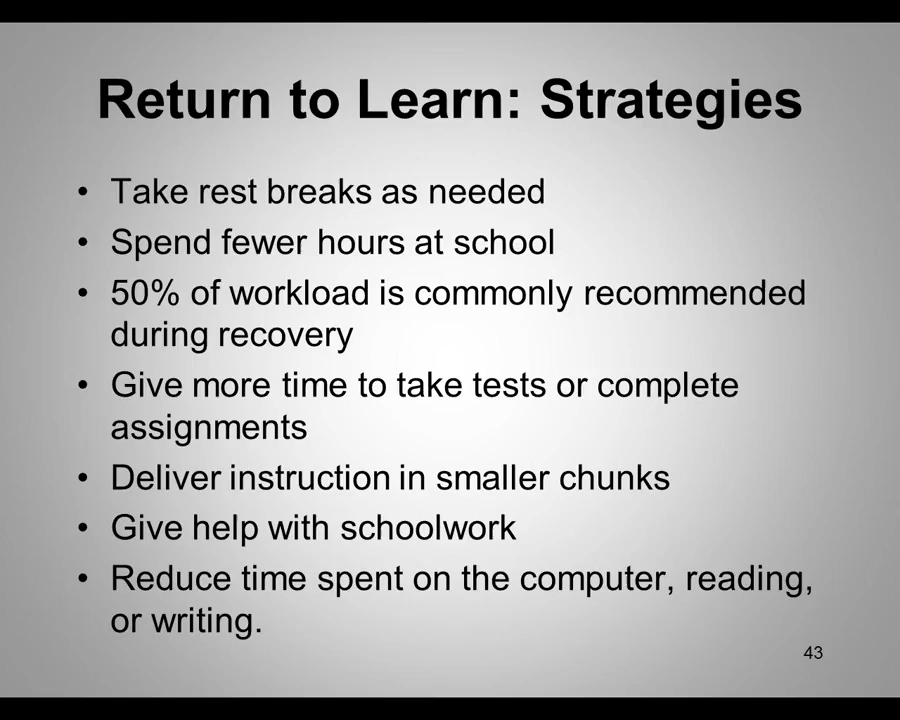 Return to Learn: Strategies
• Take rest breaks as needed
• Spend fewer hours at school
• 50% of workload is commonly recommended
during recovery
• Give more time to take tests or complete
assignments
• Deliver instruction in smaller chunks
• Give help with schoolwork
• Reduce time spent on the computer, reading,
or writing.
43